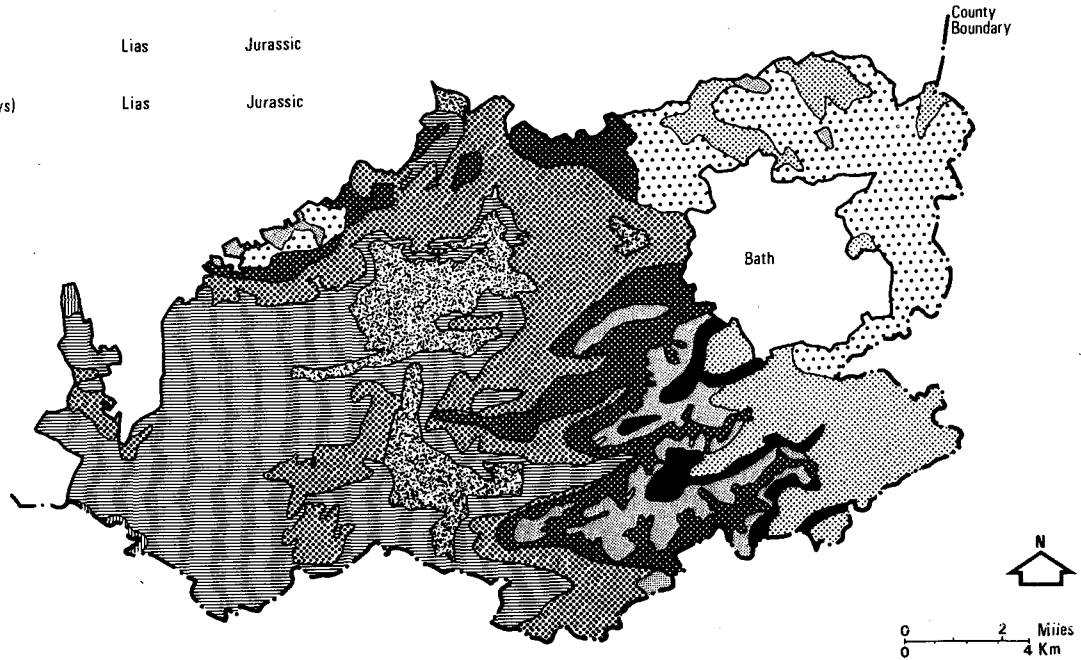 County
Boundary
Lias Jurassic
ys) Lias Jurassic
Bath
N
0 2 Miles
0 4 Km